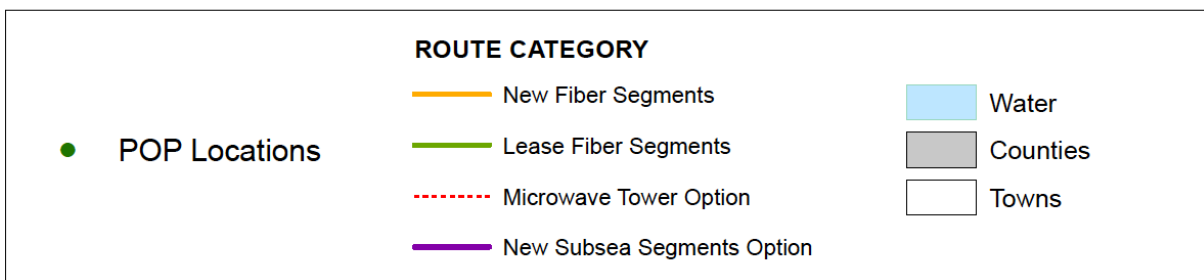 POP Locations
ROUTE CATEGORY
New Fiber Segments
Lease Fiber Segments
Microwave Tower Option
New Subsea Segments Option
Water
Counties
Towns